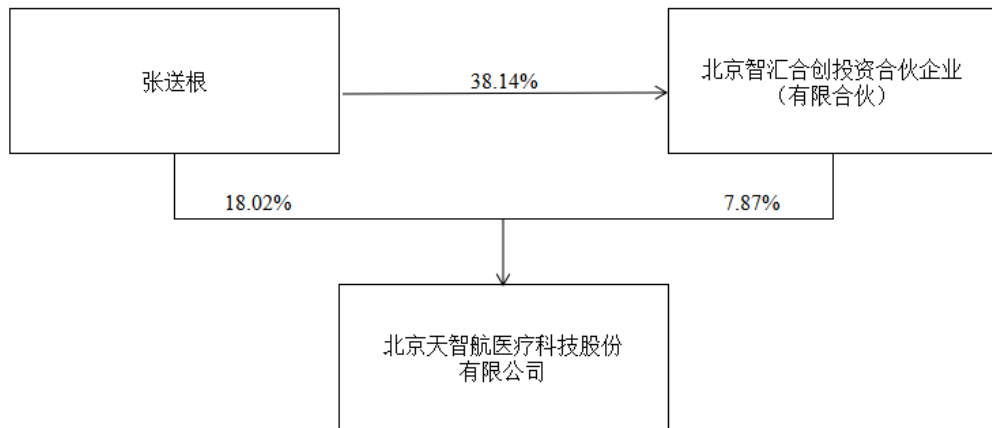 张送根
38.14%
北京智汇合创投资合伙企业
（有限合伙）
18.02%
7.87%
北京天智航医疗科技股份
有限公司